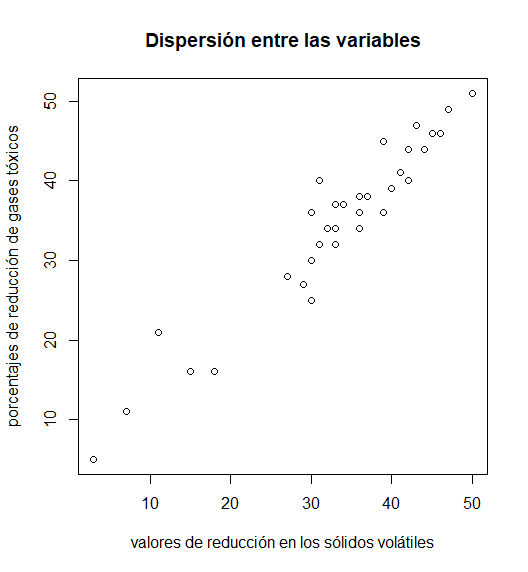 Dispersión entre las variables
porcentajes de reducción de gases tóxicos
50
40
30
20
10
10 20 30 40 50
valores de reducción en los sólidos volátiles